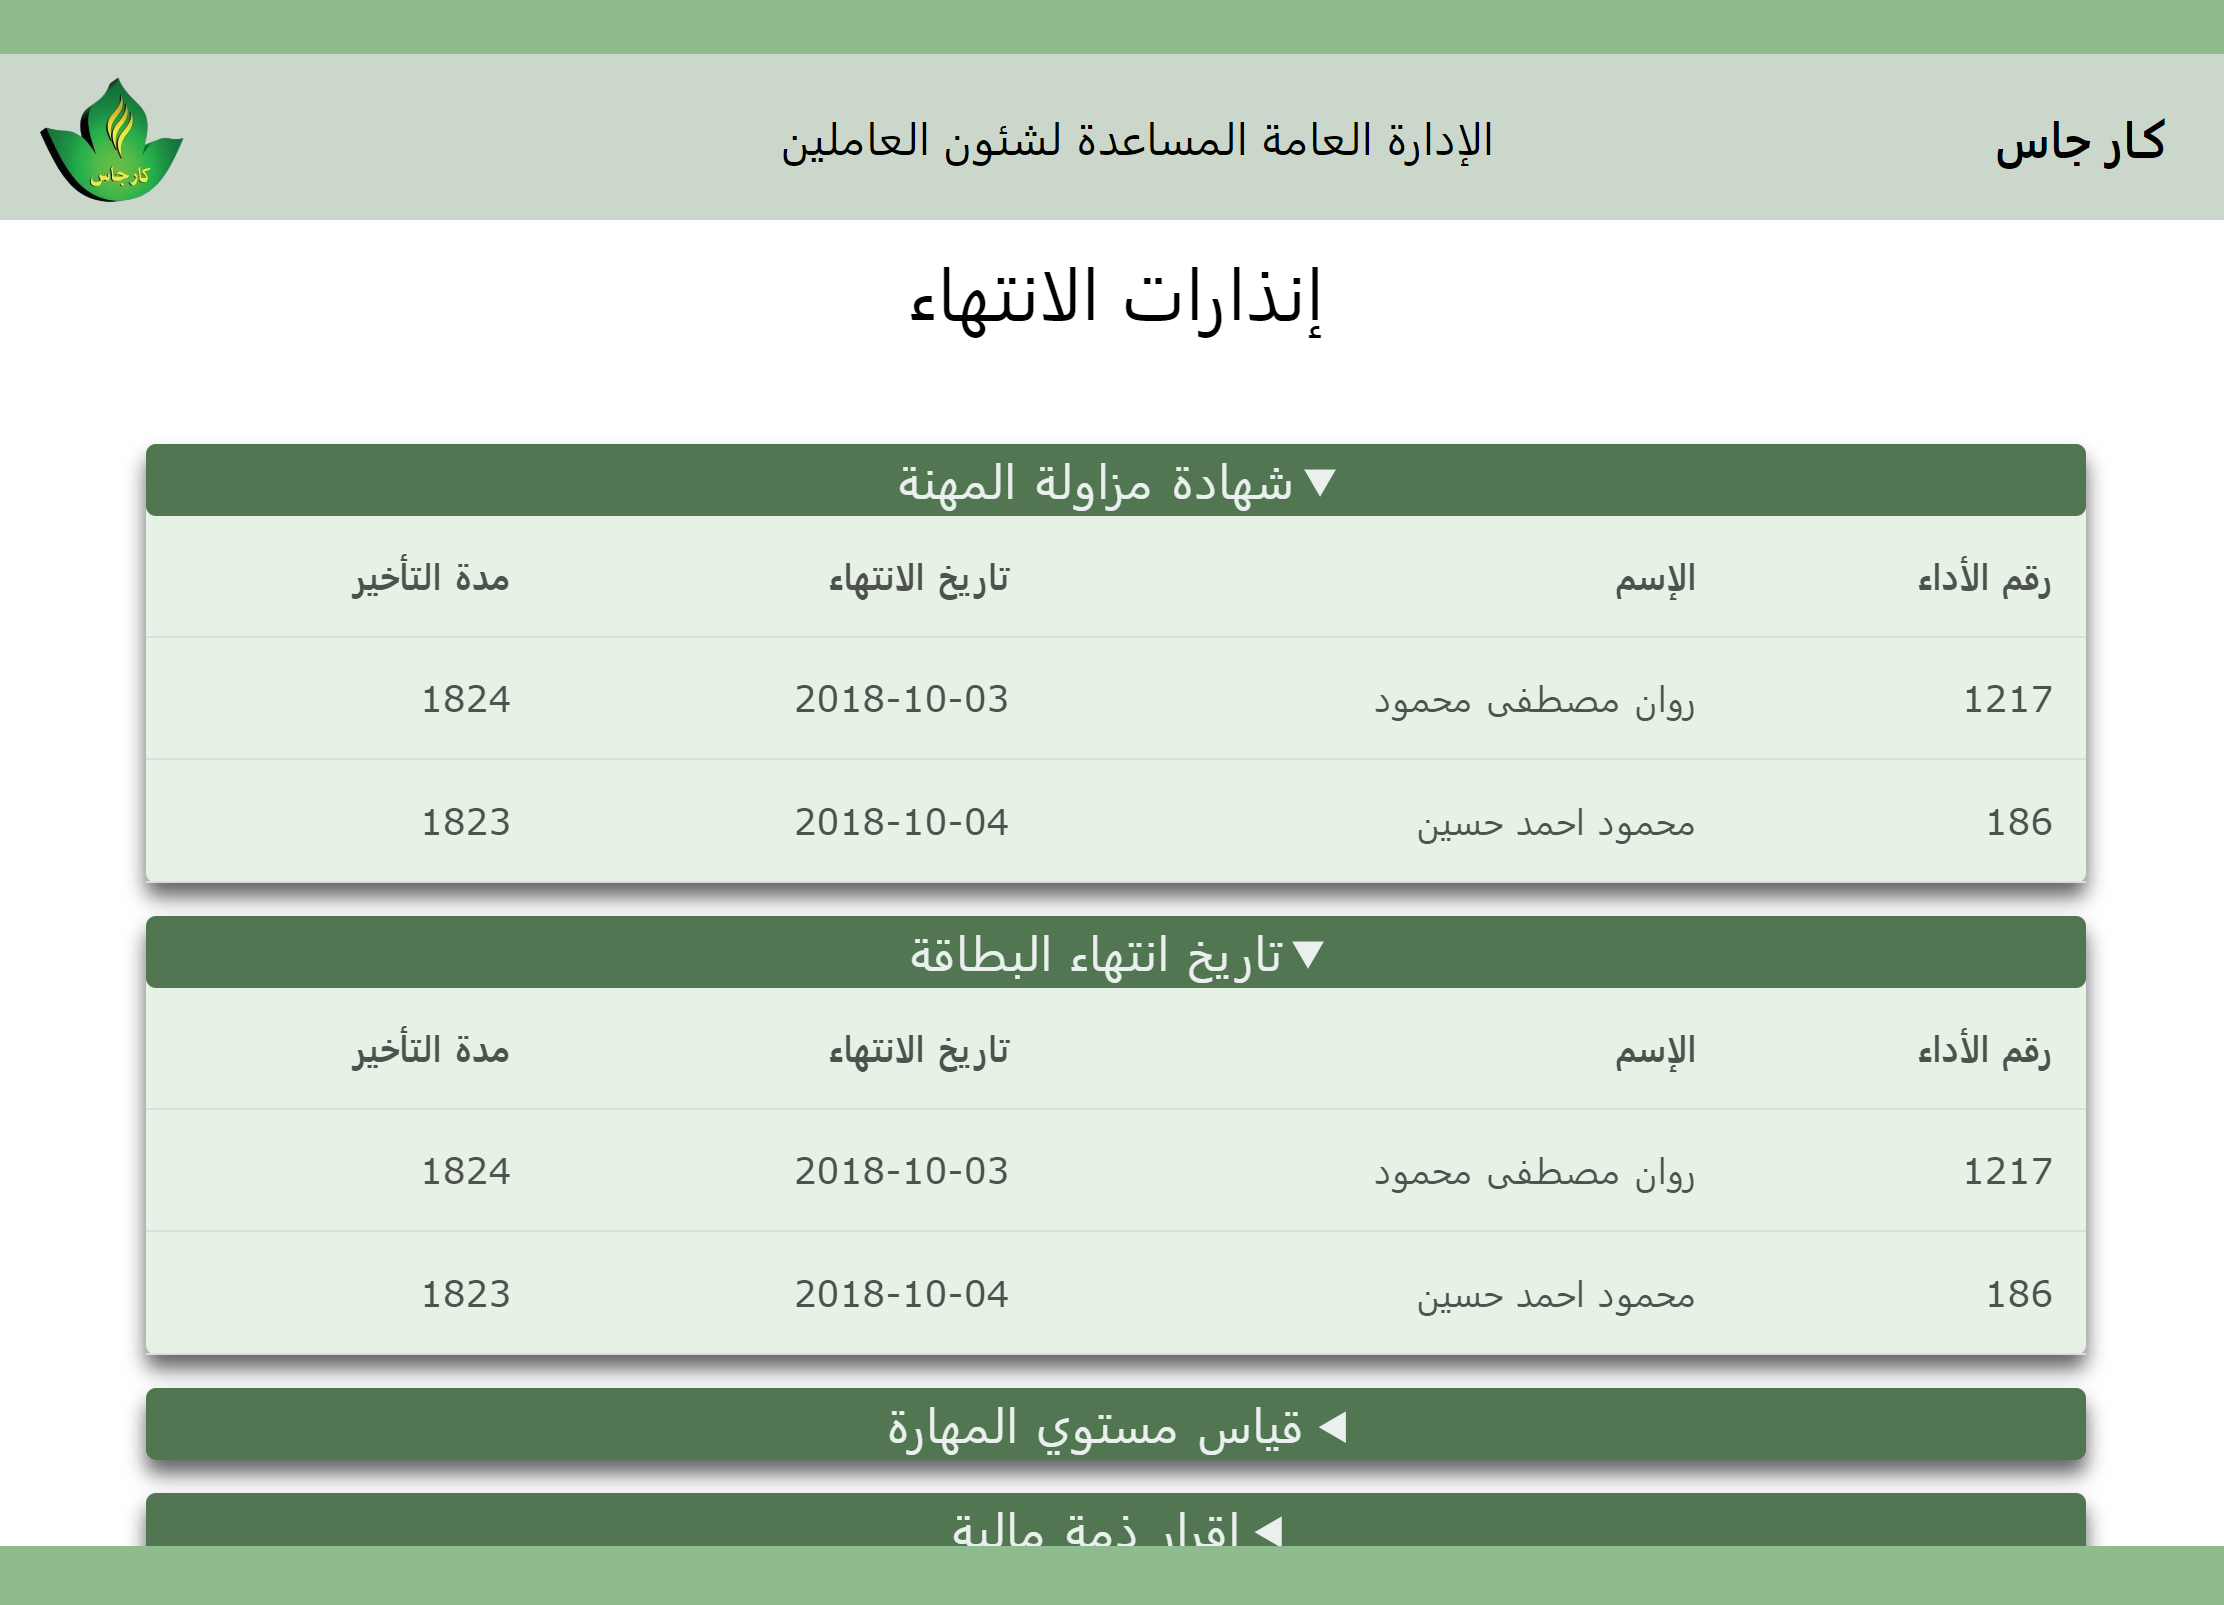 كار جاس
الإدارة العامة المساعدة لشئون العاملين
كارجاس
إنذارات الانتهاء
شهادة مزاولة المهنة
رقم الأداء الإسم تاريخ الانتهاء مدة التأخير
1217 روان مصطفى محمود 2018-10-03 1824
186 محمود احمد حسين 2018-10-04 1823
تاريخ انتهاء البطاقة
رقم الأداء الإسم تاريخ الانتهاء مدة التأخير
1217 روان مصطفى محمود 2018-10-03 1824
186 محمود احمد حسين 2018-10-04 1823
قياس مستوي المهارة
اقرار ذمة مالية